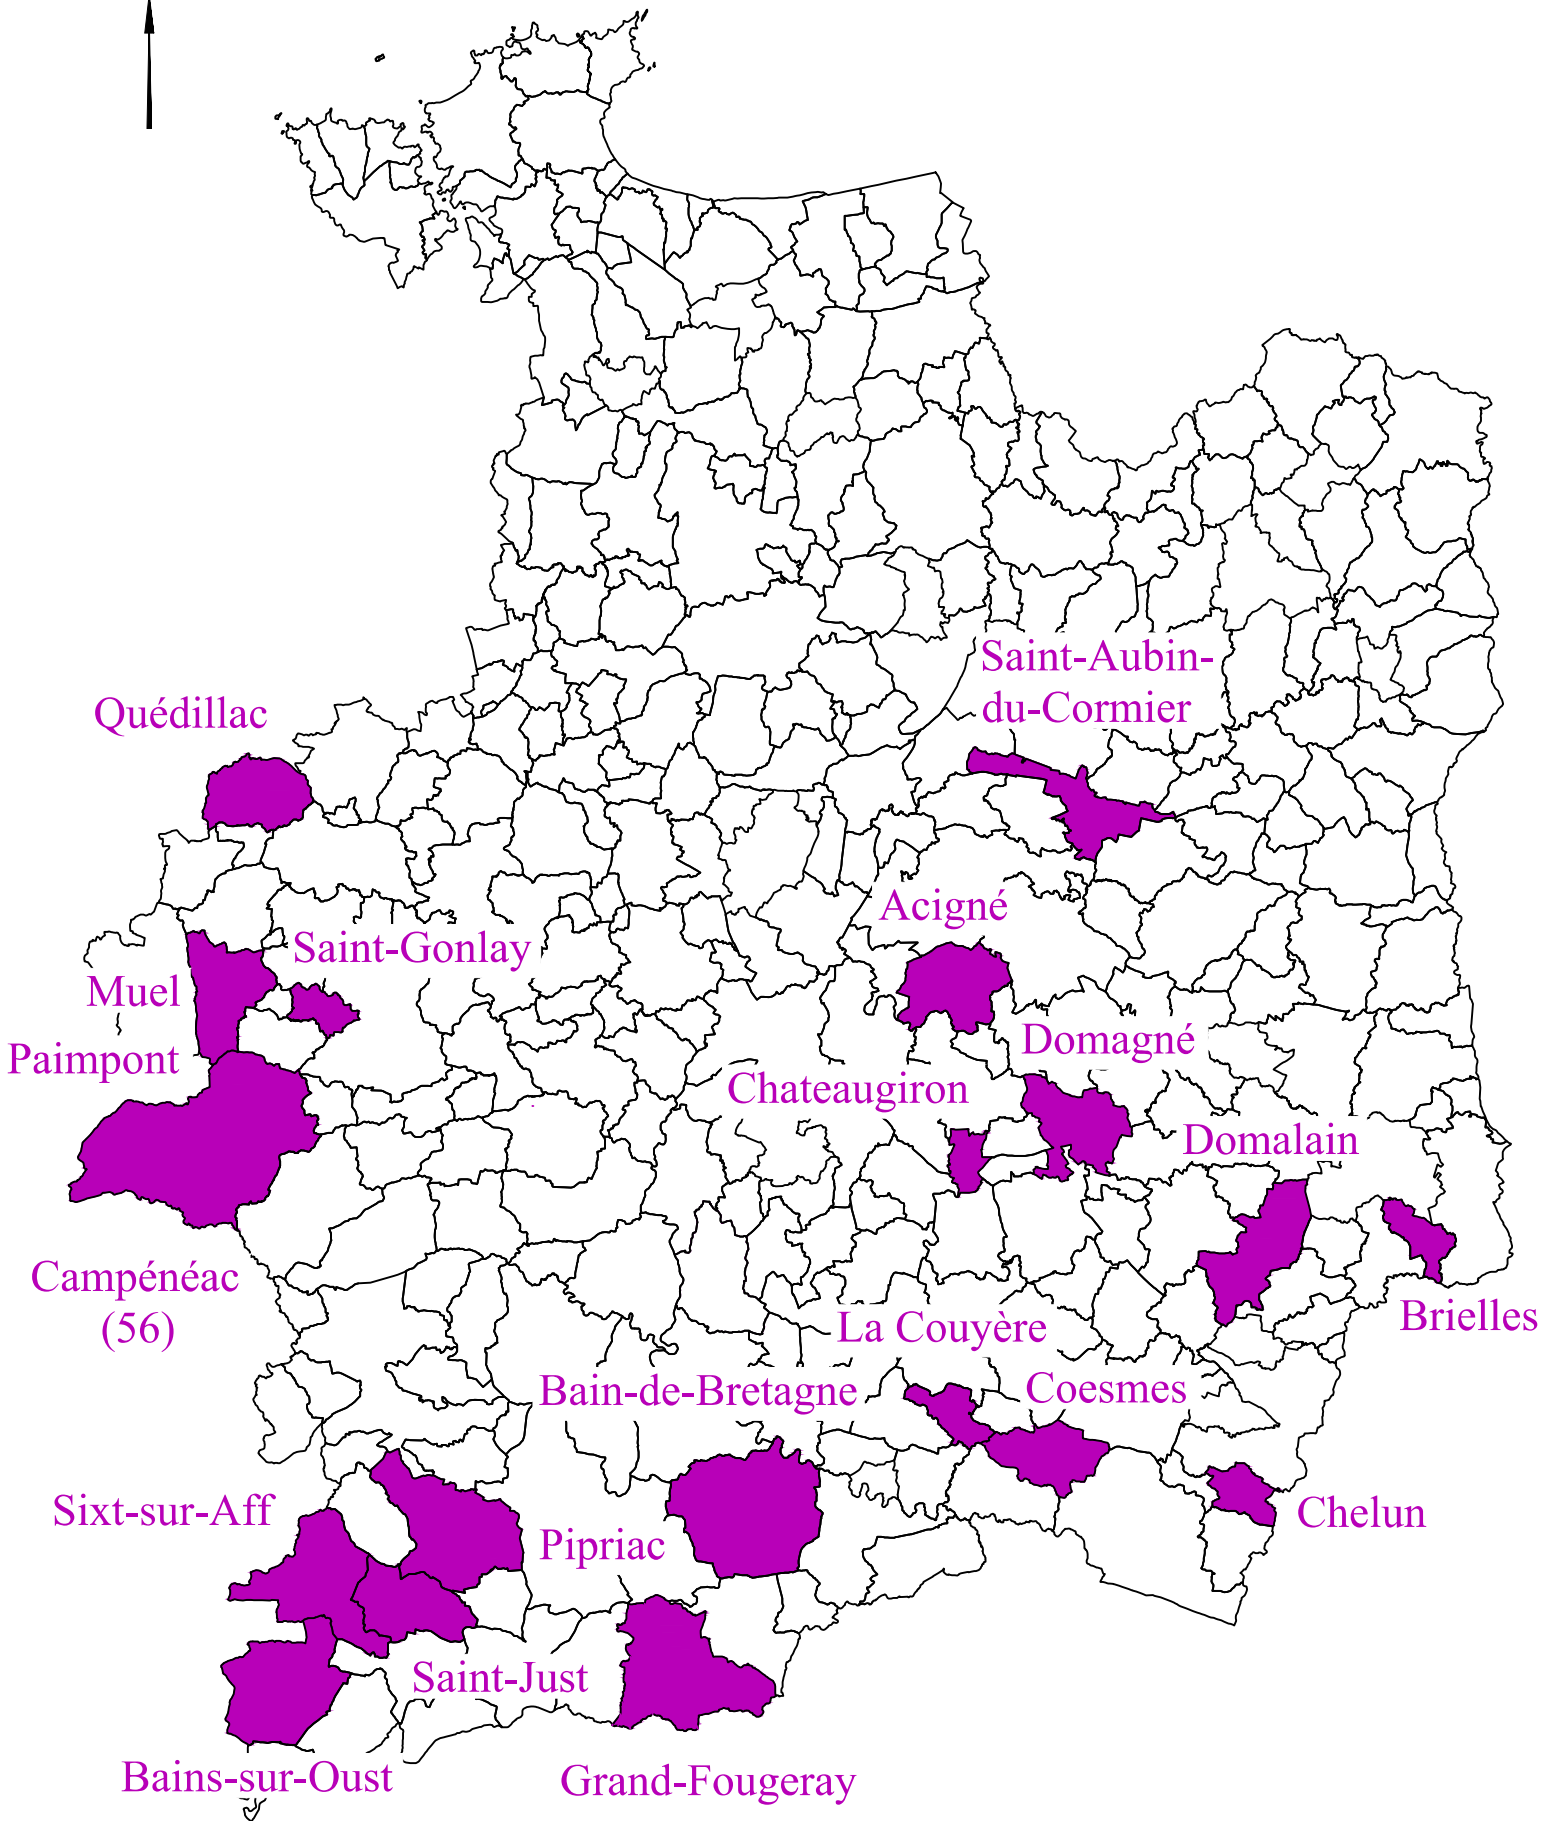 Saint-Aubin-
du-Cormier
Quédillac
Acigné
Saint-Gonlay
Muel
Domagné
Paimpont
Chateaugiron
Domalain
Campénéac
(56)
Brielles
La Couyère
Bain-de-Bretagne
Coesmes
Sixt-sur-Aff
Chelun
Pipriac
Saint-Just
Bains-sur-Oust
Grand-Fougeray